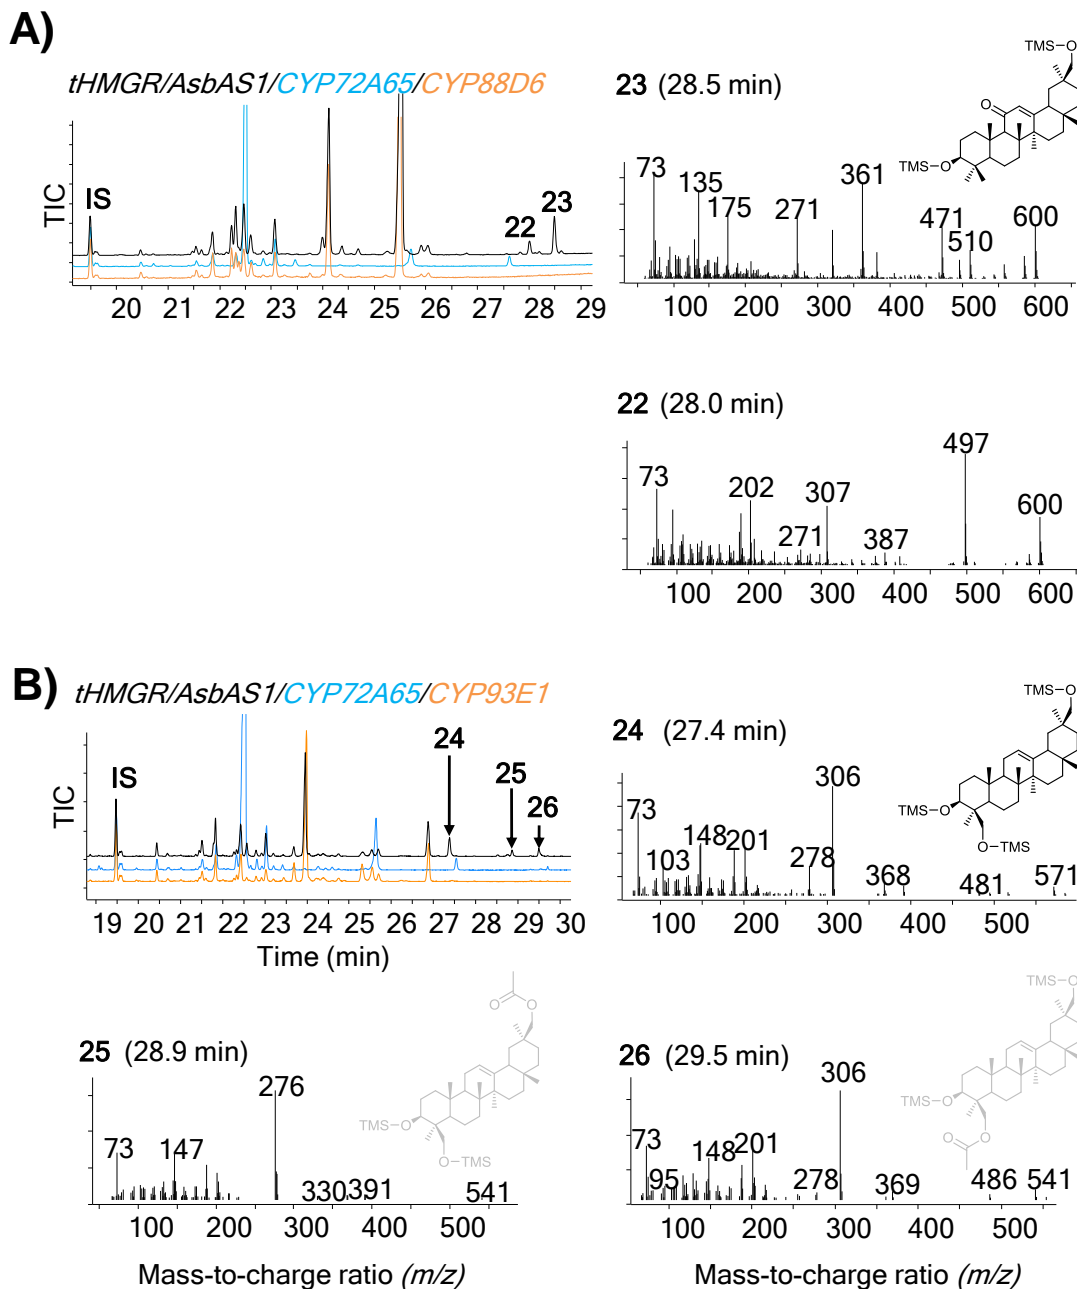 A)
tHMGR/AsbAS1/CYP72A65/CYP88D6
TIC
IS
22
23
20 21 22 23 24 25 26 27 28 29
23 (28.5 min)
TMS—O
O
TMS—O
73
135
175
271
361
471
510
600
100 200 300 400 500 600
22 (28.0 min)
73
202
271
307
387
497
600
100 200 300 400 500 600
B)
tHMGR/AsbAS1/CYP72A65/CYP93E1
TIC
IS
24
25
26
19 20 21 22 23 24 25 26 27 28 29 30
Time (min)
24 (27.4 min)
TMS—O
TMS—O
O—TMS
73
103
148
201
278
306
368
481
571
100 200 300 400 500
25 (28.9 min)
O
O
TMS—O
O—TMS
73
147
276
330
391
541
100 200 300 400 500
Mass-to-charge ratio (m/z)
26 (29.5 min)
TMS—O
TMS—O
O
O
73
95
148
201
278
306
369
486
541
100 200 300 400 500
Mass-to-charge ratio (m/z)